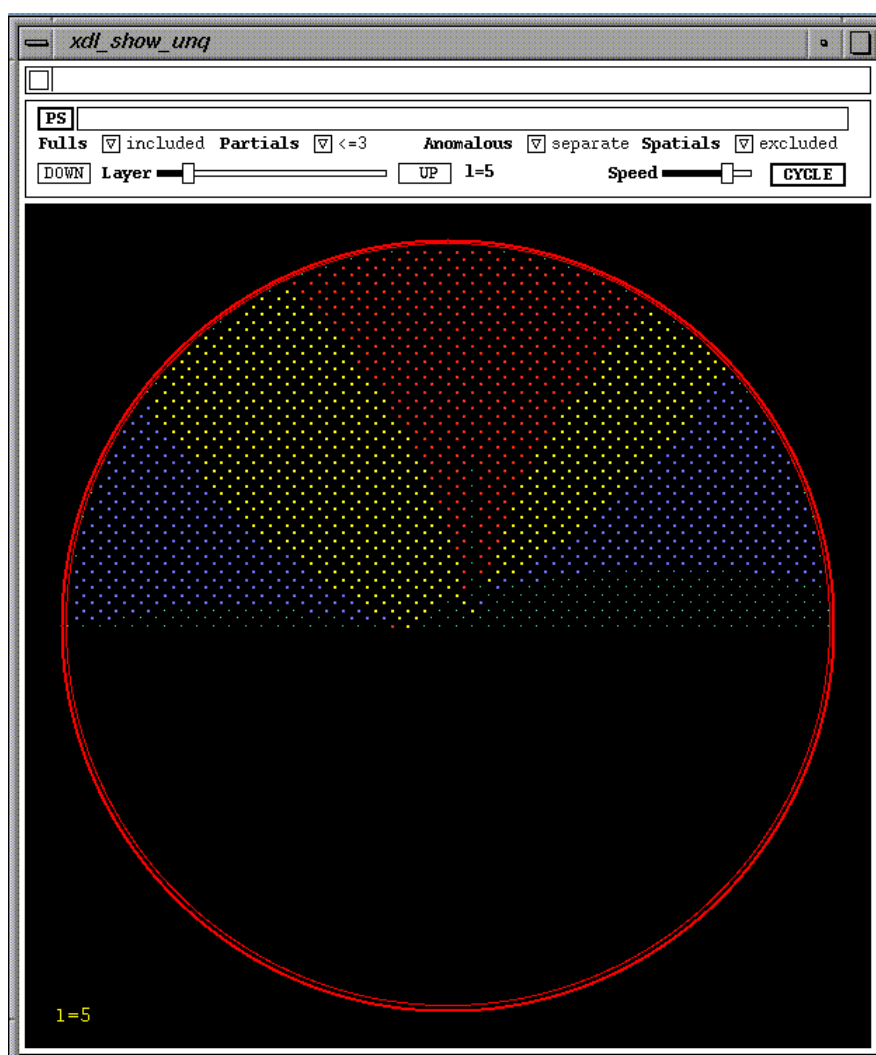 xdl_show_unq
PS
Fulls included Partials <=3 Anomalous separate Spatials excluded
DOWN Layer UP l=5 Speed CYCLE
l=5